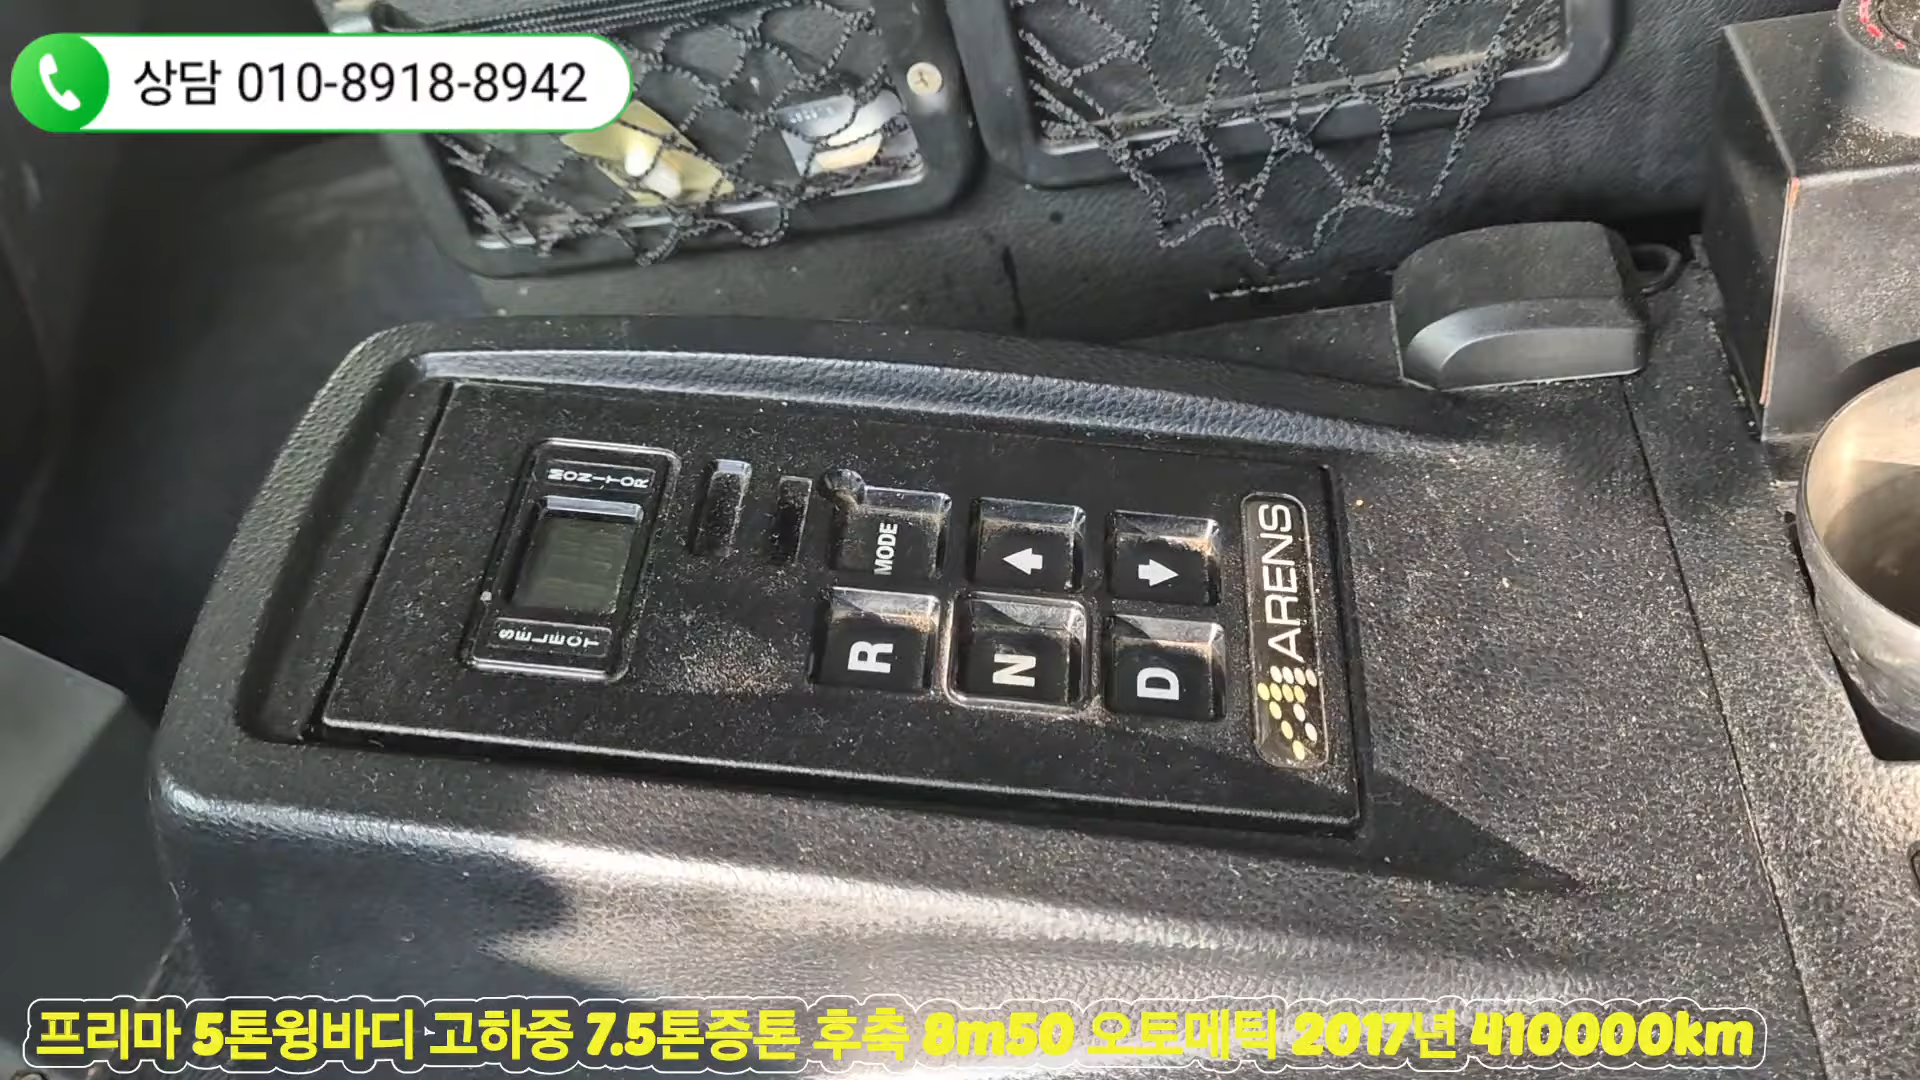 상담 010-8918-8942
MONITOR
SELECT
MODE
R
N
D
ARENS
프리마 5톤윙바디 고하중 7.5톤증톤 후축 8m50 오토메틱 2017년 410000km